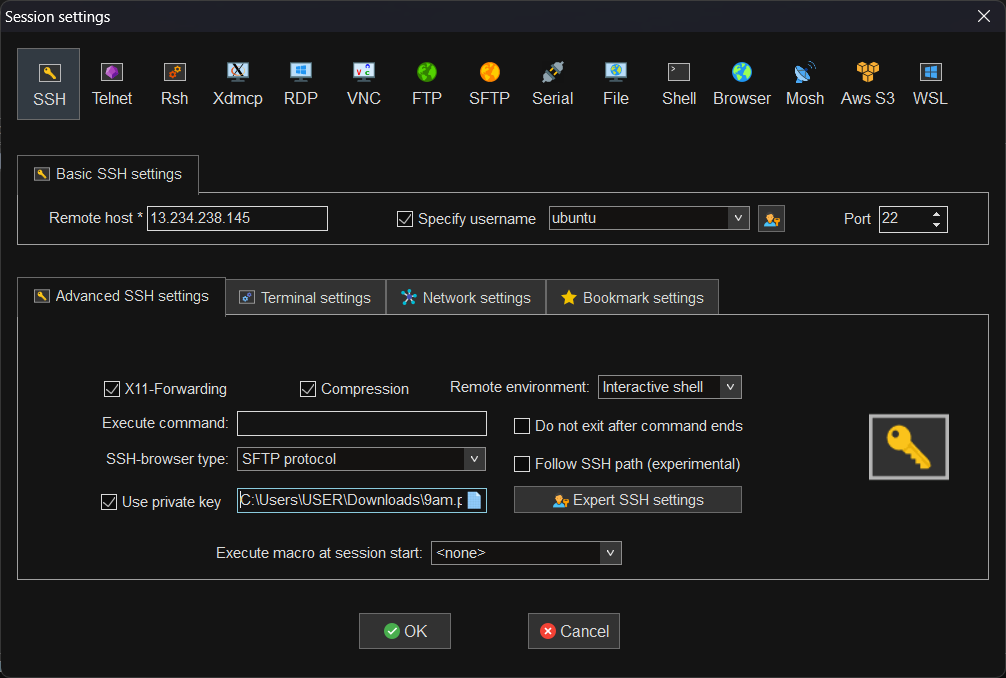 Session settings
SSH Telnet Rsh Xdmcp RDP VNC FTP SFTP Serial File Shell Browser Mosh Aws S3 WSL
Basic SSH settings
Remote host * 13.234.238.145 Specify username ubuntu Port 22
Advanced SSH settings Terminal settings Network settings Bookmark settings
X11-Forwarding Compression Remote environment: Interactive shell
Execute command: Do not exit after command ends
SSH-browser type: SFTP protocol Follow SSH path (experimental)
Use private key C:\Users\USER\Downloads\9am.p Expert SSH settings
Execute macro at session start: <none>
OK Cancel